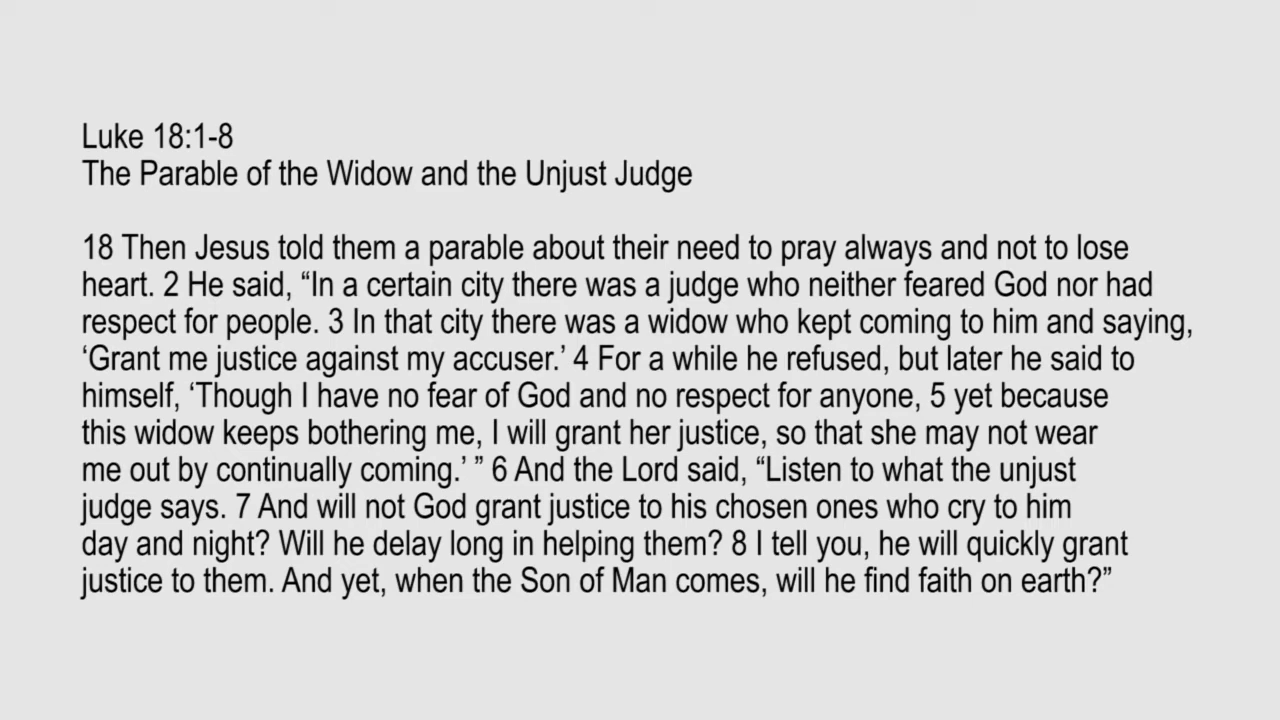 Luke 18:1-8
The Parable of the Widow and the Unjust Judge
18 Then Jesus told them a parable about their need to pray always and not to lose
heart. 2 He said, “In a certain city there was a judge who neither feared God nor had
respect for people. 3 In that city there was a widow who kept coming to him and saying,
‘Grant me justice against my accuser.’ 4 For a while he refused, but later he said to
himself, ‘Though I have no fear of God and no respect for anyone, 5 yet because
this widow keeps bothering me, I will grant her justice, so that she may not wear
me out by continually coming.’ ” 6 And the Lord said, “Listen to what the unjust
judge says. 7 And will not God grant justice to his chosen ones who cry to him
day and night? Will he delay long in helping them? 8 I tell you, he will quickly grant
justice to them. And yet, when the Son of Man comes, will he find faith on earth?”